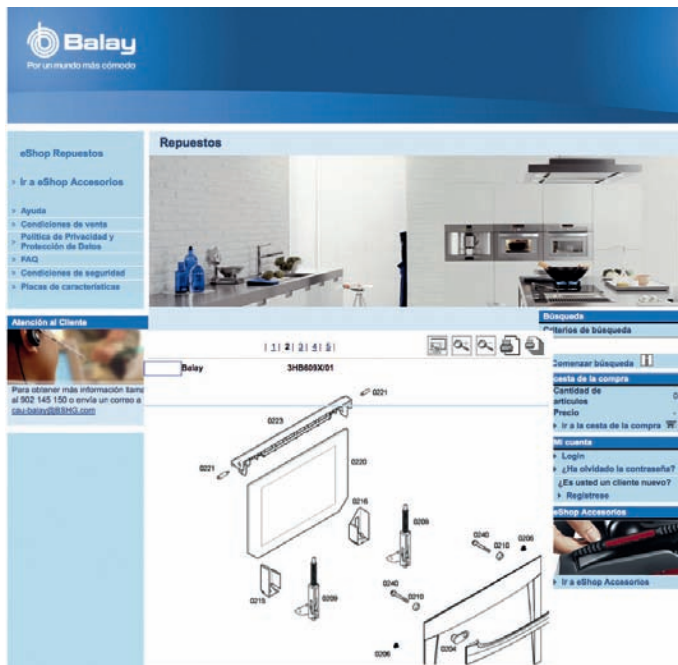 Balay
Por un mundo más cómodo
eShop Repuestos
Ir a eShop Accesorios
Ayuda
Condiciones de venta
Política de Privacidad y
Protección de Datos
FAQ
Condiciones de seguridad
Placas de características
Atención al Cliente
Para obtener más información llama
al 902 145 150 o envía un correo a
cau-balay@BSHG.com
Repuestos
| 1 | 2 | 3 | 4 | 5 |
Balay 3HB609X/01
0221
0223
0221
0220
0216
0209
0240
0210
0206
0215
0209
0240
0210
0206
0204
Búsqueda
Criterios de búsqueda
Comenzar búsqueda
cesta de la compra
Cantidad de 0
artículos
Precio -
Ir a la cesta de la compra
Mi cuenta
Login
¿Ha olvidado la contraseña?
¿Es usted un cliente nuevo?
Regístrese
eShop Accesorios
Ir a eShop Accesorios